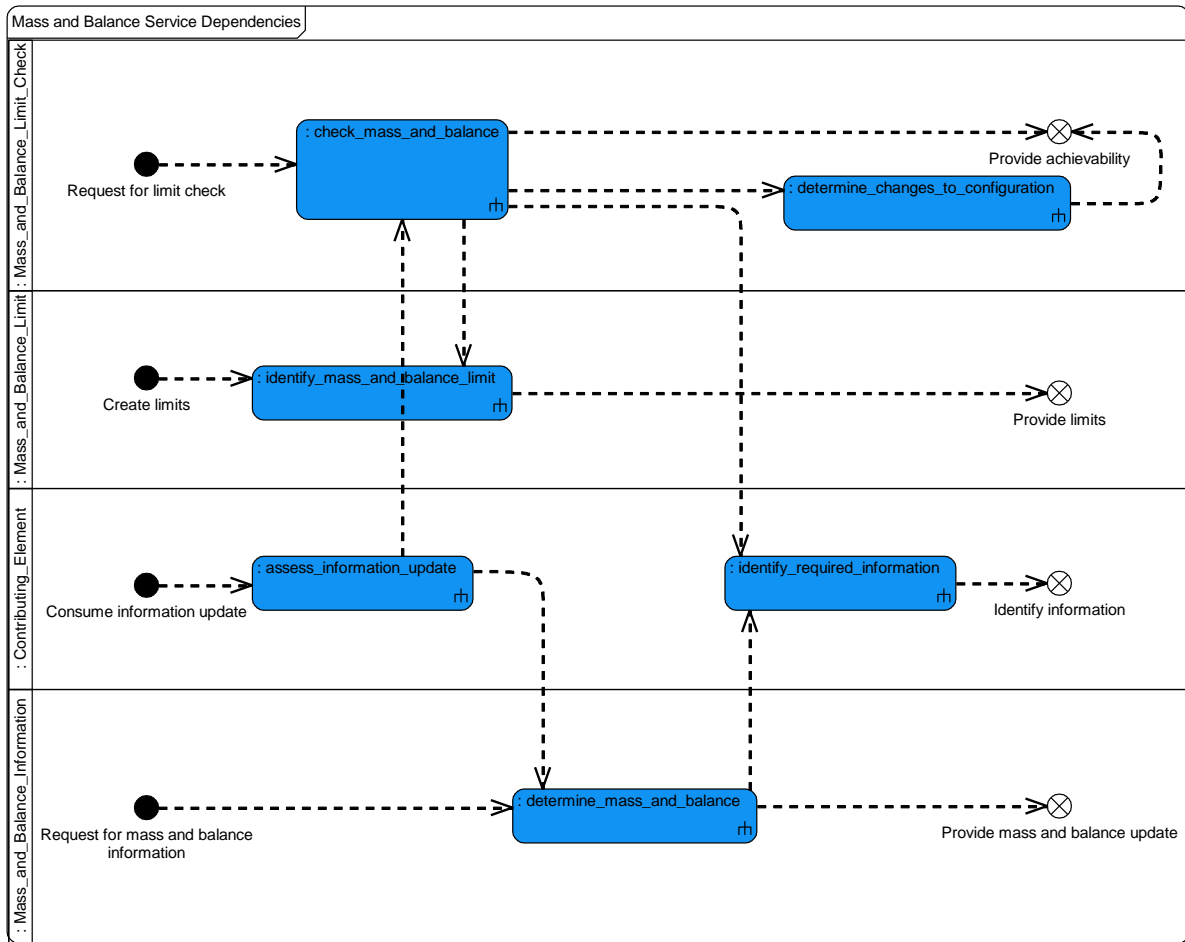 Mass and Balance Service Dependencies
: Mass_and_Balance_Limit_Check
: check_mass_and_balance
Provide achievability
Request for limit check
: determine_changes_to_configuration
: Mass_and_Balance_Limit
: identify_mass_and_balance_limit
Create limits
Provide limits
: Contributing_Element
: assess_information_update
: identify_required_information
Consume information update
Identify information
: Mass_and_Balance_Information
: determine_mass_and_balance
Request for mass and balance
information
Provide mass and balance update